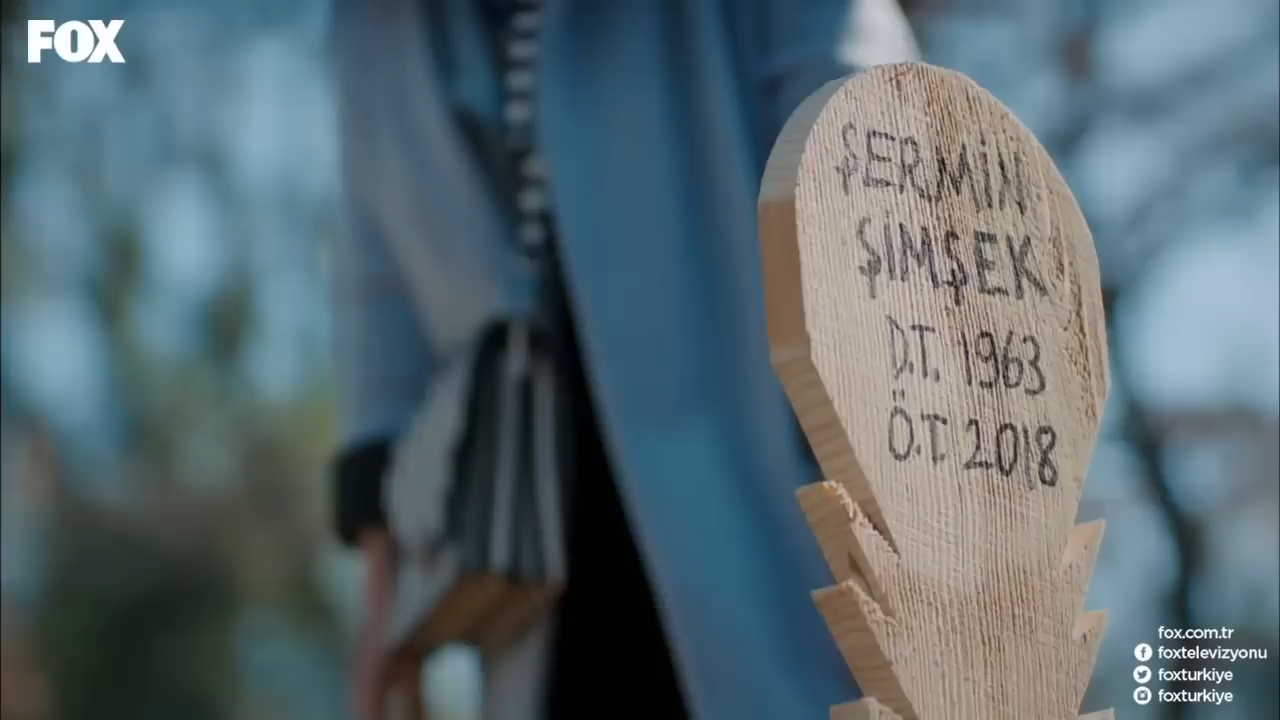 FOX
ŞERMİN
ŞİMŞEK
D.T. 1963
Ö.T. 2018
fox.com.tr
foxtelevizyonu
foxturkiye
foxturkiye